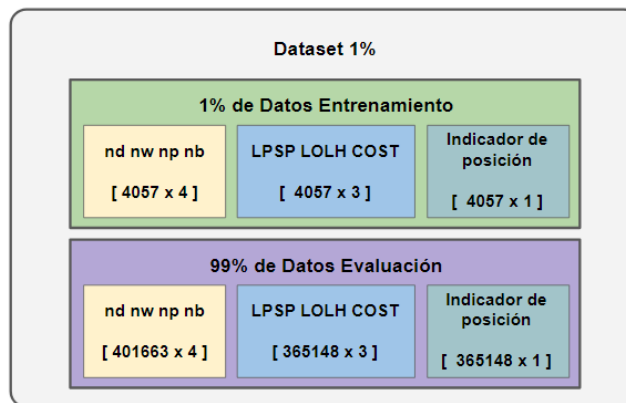 Dataset 1%
1% de Datos Entrenamiento
nd nw np nb
[ 4057 x 4 ]
LPSP LOLH COST
[ 4057 x 3 ]
Indicador de
posición
[ 4057 x 1 ]
99% de Datos Evaluación
nd nw np nb
[ 401663 x 4 ]
LPSP LOLH COST
[ 365148 x 3 ]
Indicador de
posición
[ 365148 x 1 ]